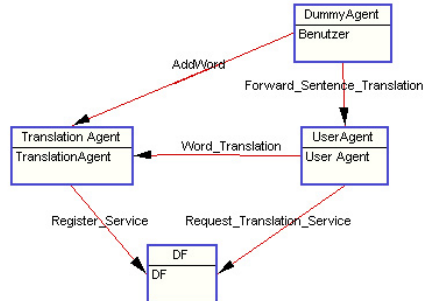 DummyAgent
Benutzer
AddWord
Forward_Sentence_Translation
Translation Agent
TranslationAgent
Word_Translation
UserAgent
User Agent
Register_Service
Request_Translation_Service
DF
DF